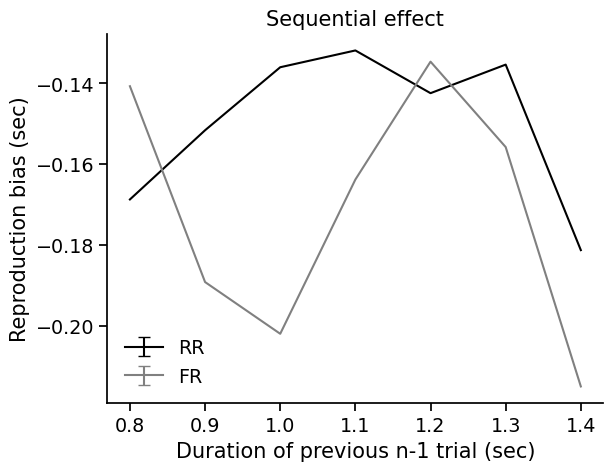 Sequential effect
Reproduction bias (sec)
−0.14
−0.16
−0.18
−0.20
RR
FR
0.8 0.9 1.0 1.1 1.2 1.3 1.4
Duration of previous n-1 trial (sec)